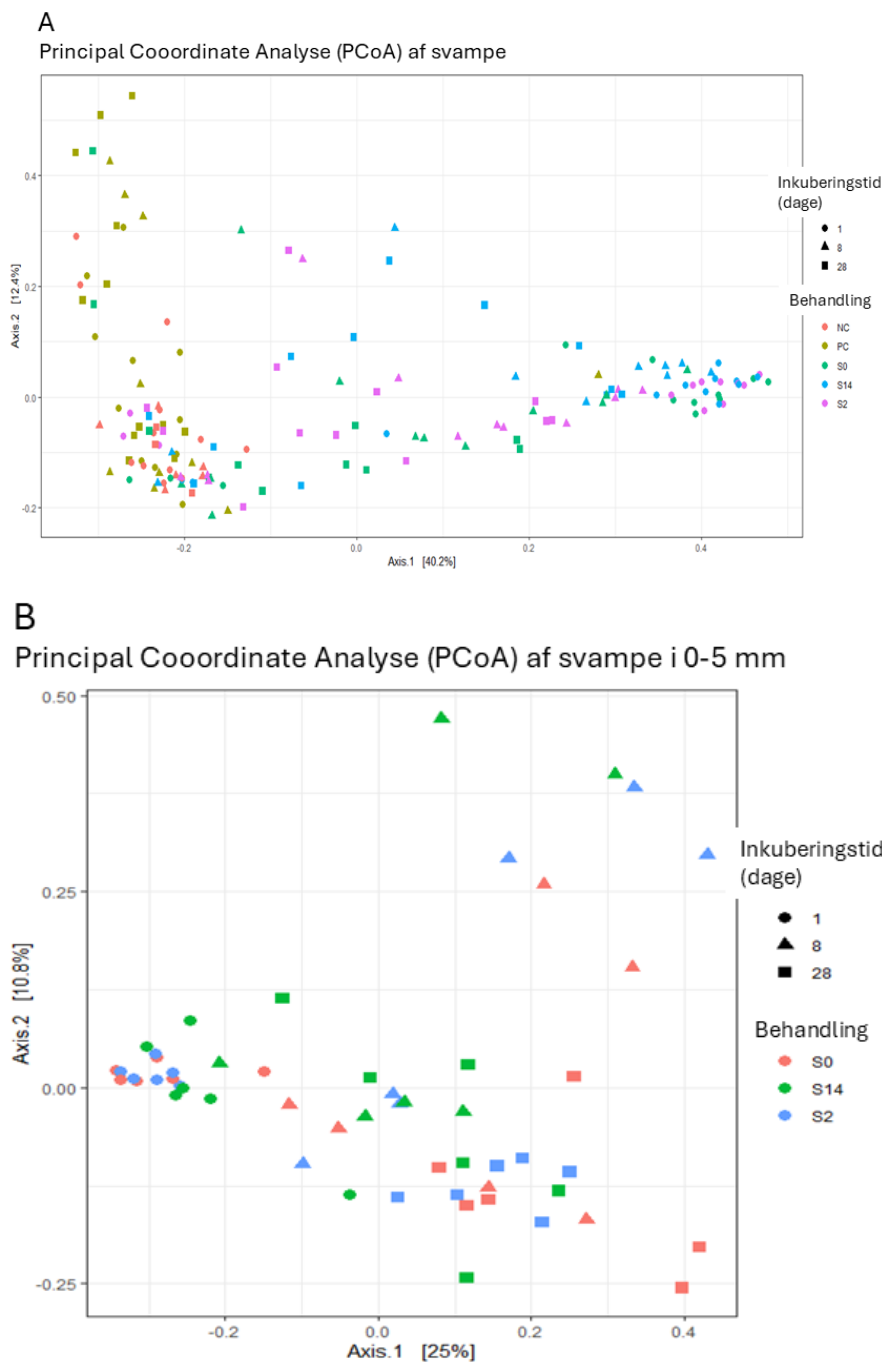 A
Principal Cooordinate Analyse (PCoA) af svampe
0.4
0.2
0.0
-0.2
Axis.2 [12.4%]
-0.2
0.0
0.2
0.4
Axis.1 [40.2%]
Inkuberingstid
(dage)
1
8
28
Behandling
NC
PC
S0
S14
S2
B
Principal Cooordinate Analyse (PCoA) af svampe i 0-5 mm
0.50
0.25
0.00
-0.25
Axis.2 [10.8%]
-0.2
0.0
0.2
0.4
Axis.1 [25%]
Inkuberingstid
(dage)
1
8
28
Behandling
S0
S14
S2